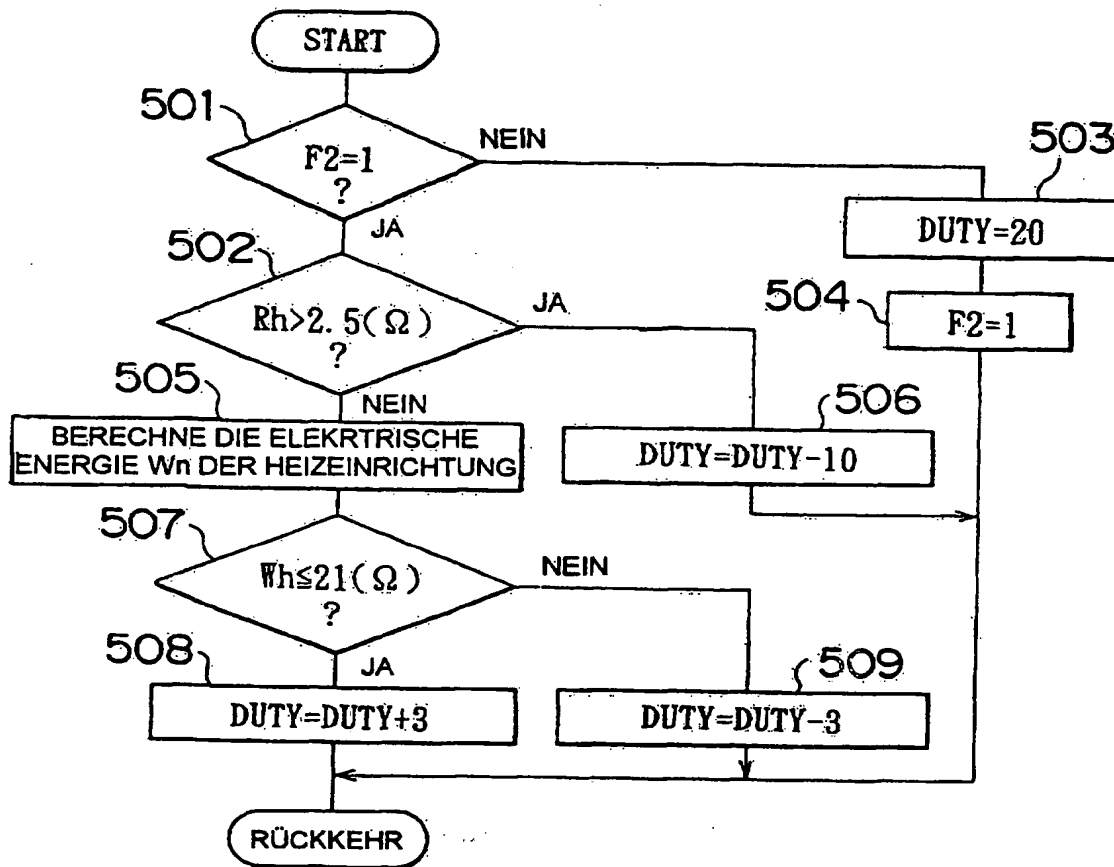 START
501
F2=1
?
NEIN
503
DUTY=20
JA
502
504
F2=1
Rh>2.5(Ω)
?
JA
NEIN
505
BERECHNE DIE ELEKRTRISCHE
ENERGIE Wn DER HEIZEINRICHTUNG
506
DUTY=DUTY-10
507
Wh≦21(Ω)
?
NEIN
JA
508
DUTY=DUTY+3
509
DUTY=DUTY-3
RÜCKKEHR